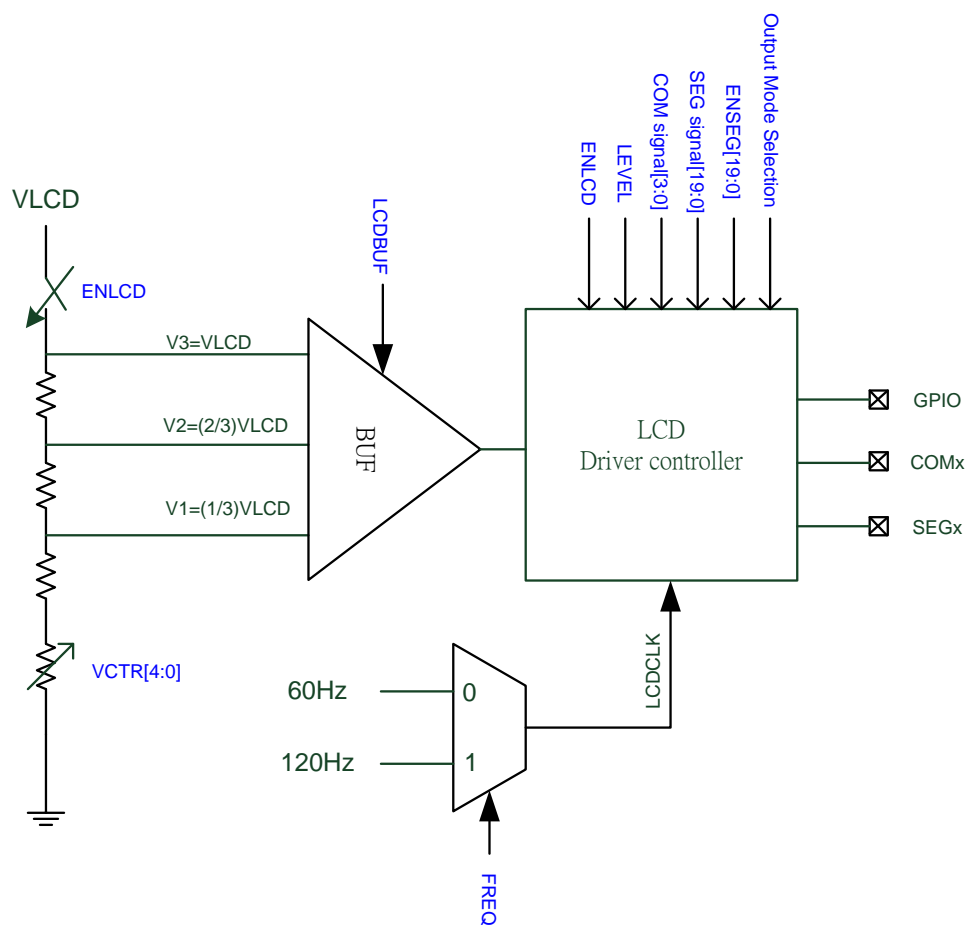 Output Mode Selection
ENSEG[19:0]
SEG signal[19:0]
COM signal[3:0]
LEVEL
ENLCD
VLCD
LCDBUF
ENLCD
V3=VLCD
V2=(2/3)VLCD
V1=(1/3)VLCD
BUF
LCD
Driver controller
GPIO
COMx
SEGx
VCTR[4:0]
60Hz
0
120Hz
1
LCDCLK
FREQ